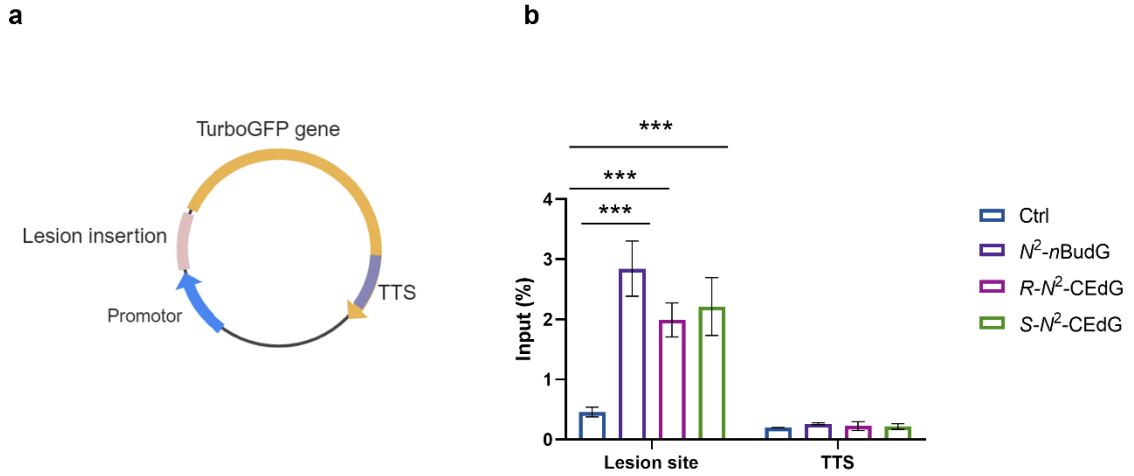 a
TurboGFP gene
Lesion insertion
Promotor
TTS
b
***
***
***
4
3
2
1
0
Input (%)
Lesion site
TTS
Ctrl
N²-nBudG
R-N²-CEdG
S-N²-CEdG